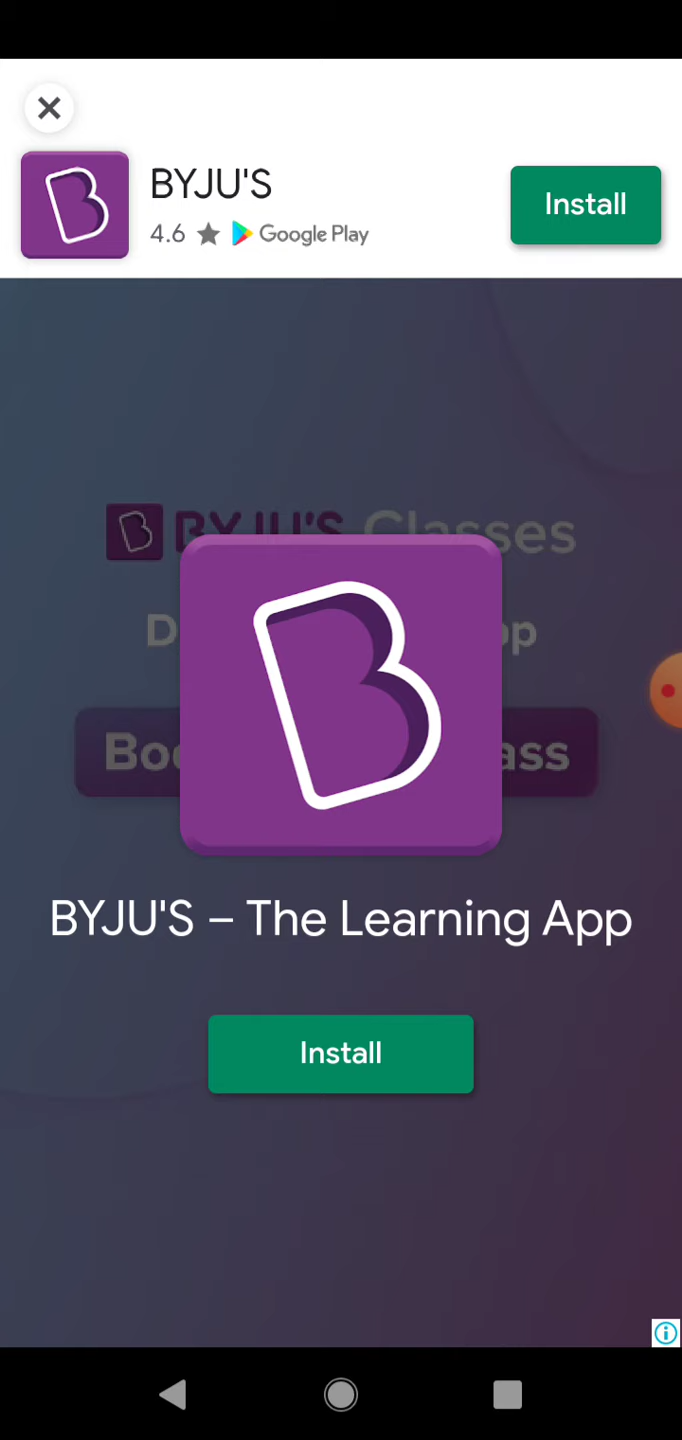 BYJU'S
4.6 ★ Google Play
Install
BYJU'S Classes
BYJU'S – The Learning App
Install